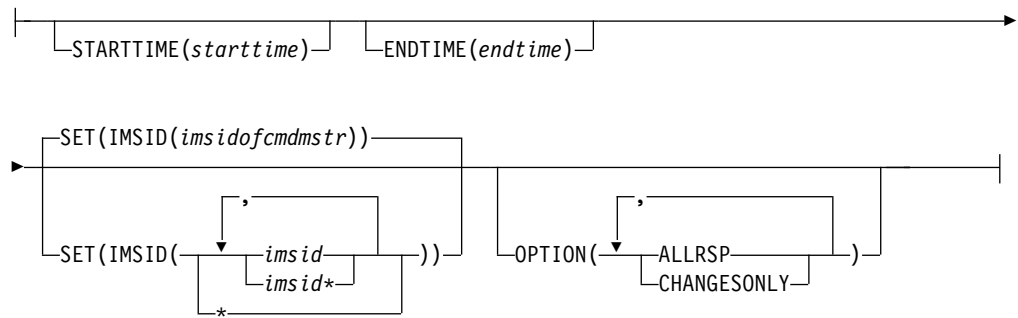 STARTTIME(starttime) ENDTIME(endtime)
SET(IMSID(imsidofcmdmstr))
SET(IMSID( , imsid )) OPTION( , ALLRSP )
imsid* CHANGESONLY
*